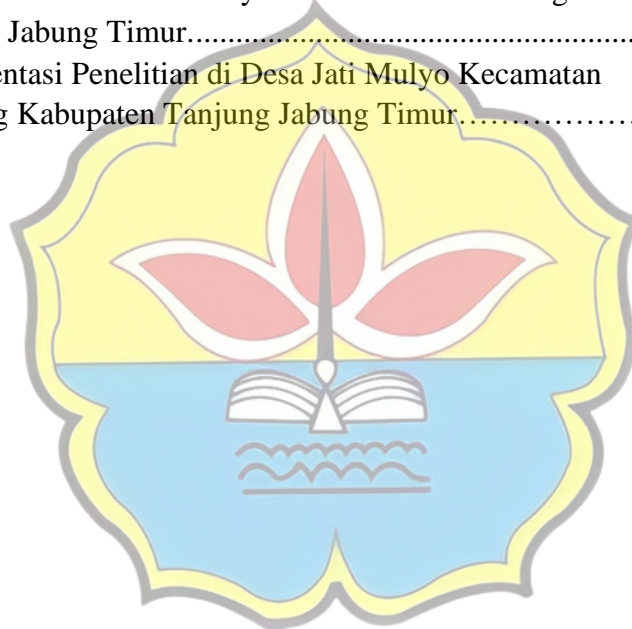 Jabung Timur.......................................................
entasi Penelitian di Desa Jati Mulyo Kecamatan
g Kabupaten Tanjung Jabung Timur………………